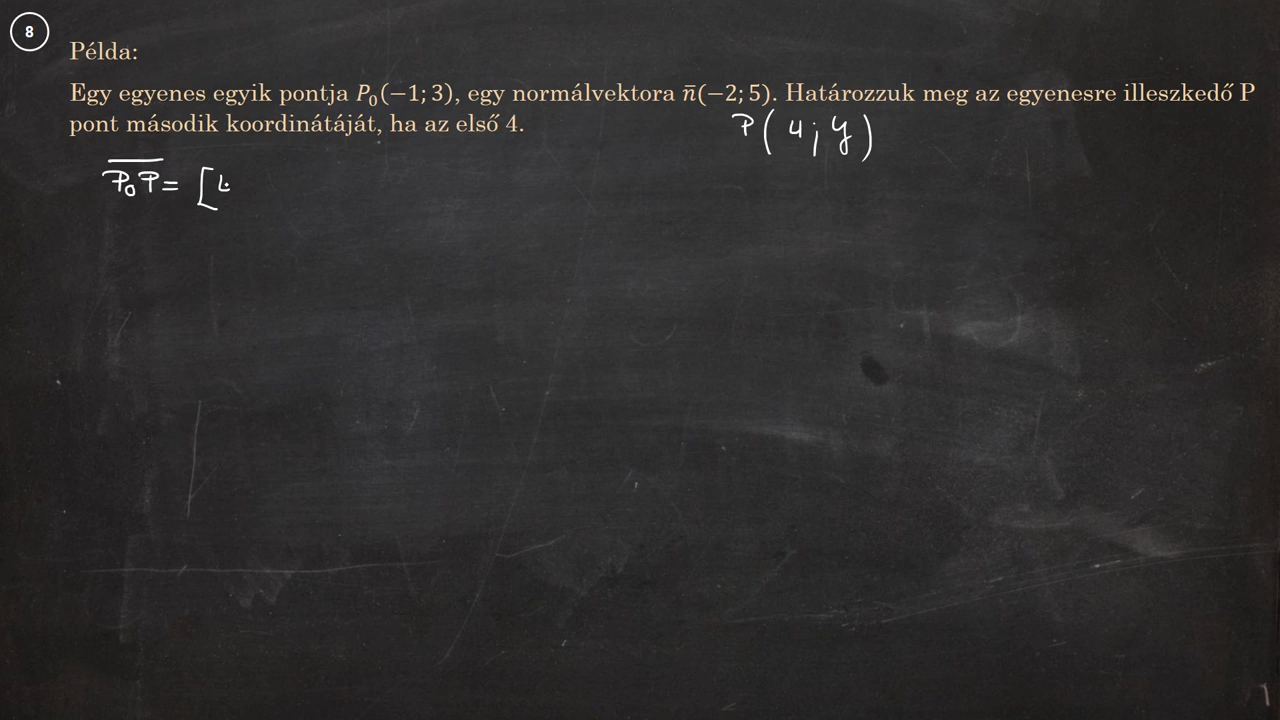 8
Példa:
Egy egyenes egyik pontja P₀(−1; 3), egy normálvektora n̅(−2; 5). Határozzuk meg az egyenesre illeszkedő P
pont második koordinátáját, ha az első 4.
P ( 4 ; y )
P₀P = [